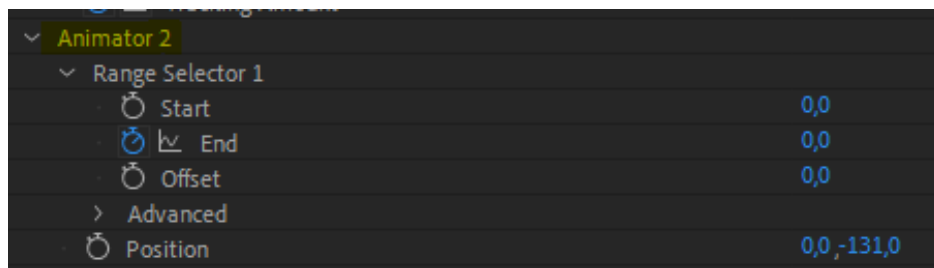 Animator 2
Range Selector 1
Start 0,0
End 0,0
Offset 0,0
Advanced
Position 0,0 ,-131,0